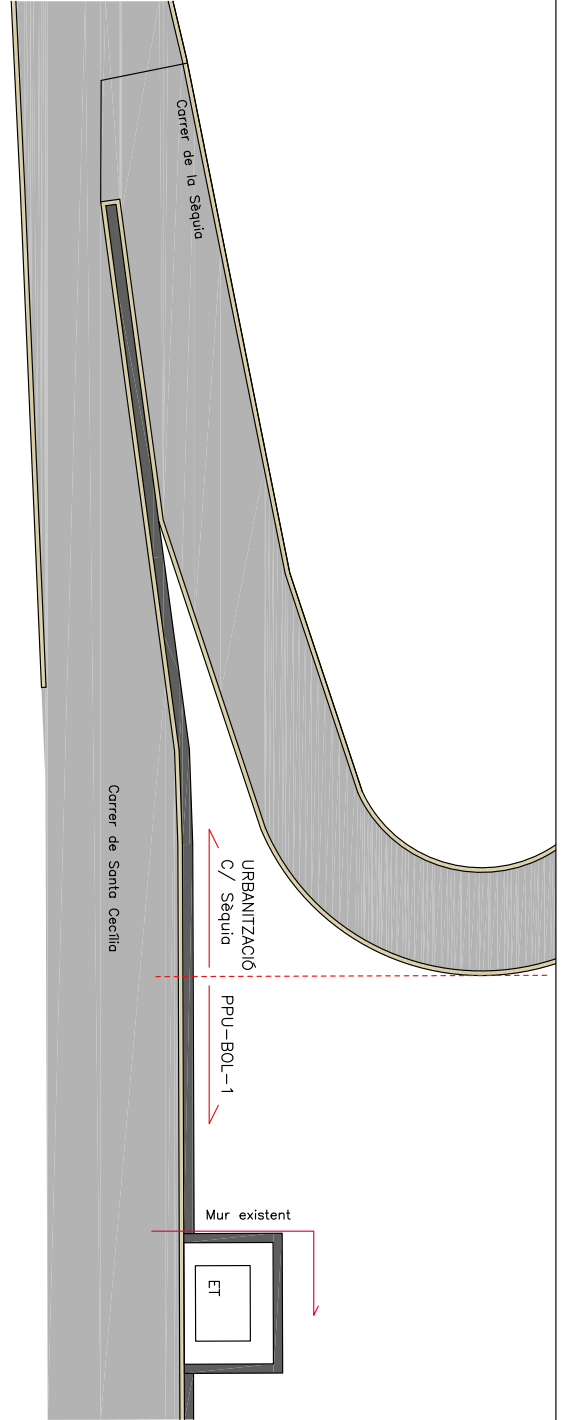 Carrer de la Sèquia
Carrer de Santa Cecília
URBANITZACIÓ
C/ Sèquia
PPU-BOL-1
Mur existent
ET